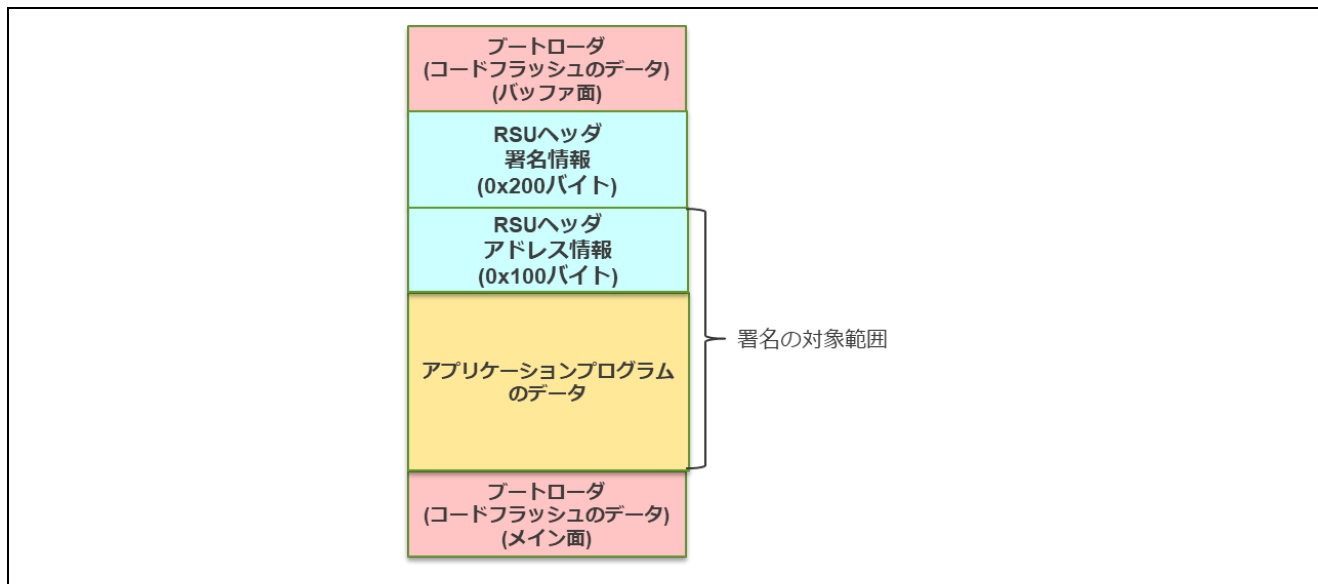 ブートローダ
(コードフラッシュのデータ)
(バッファ面)
RSUヘッダ
署名情報
(0x200バイト)
RSUヘッダ
アドレス情報
(0x100バイト)
署名の対象範囲
アプリケーションプログラム
のデータ
ブートローダ
(コードフラッシュのデータ)
(メイン面)